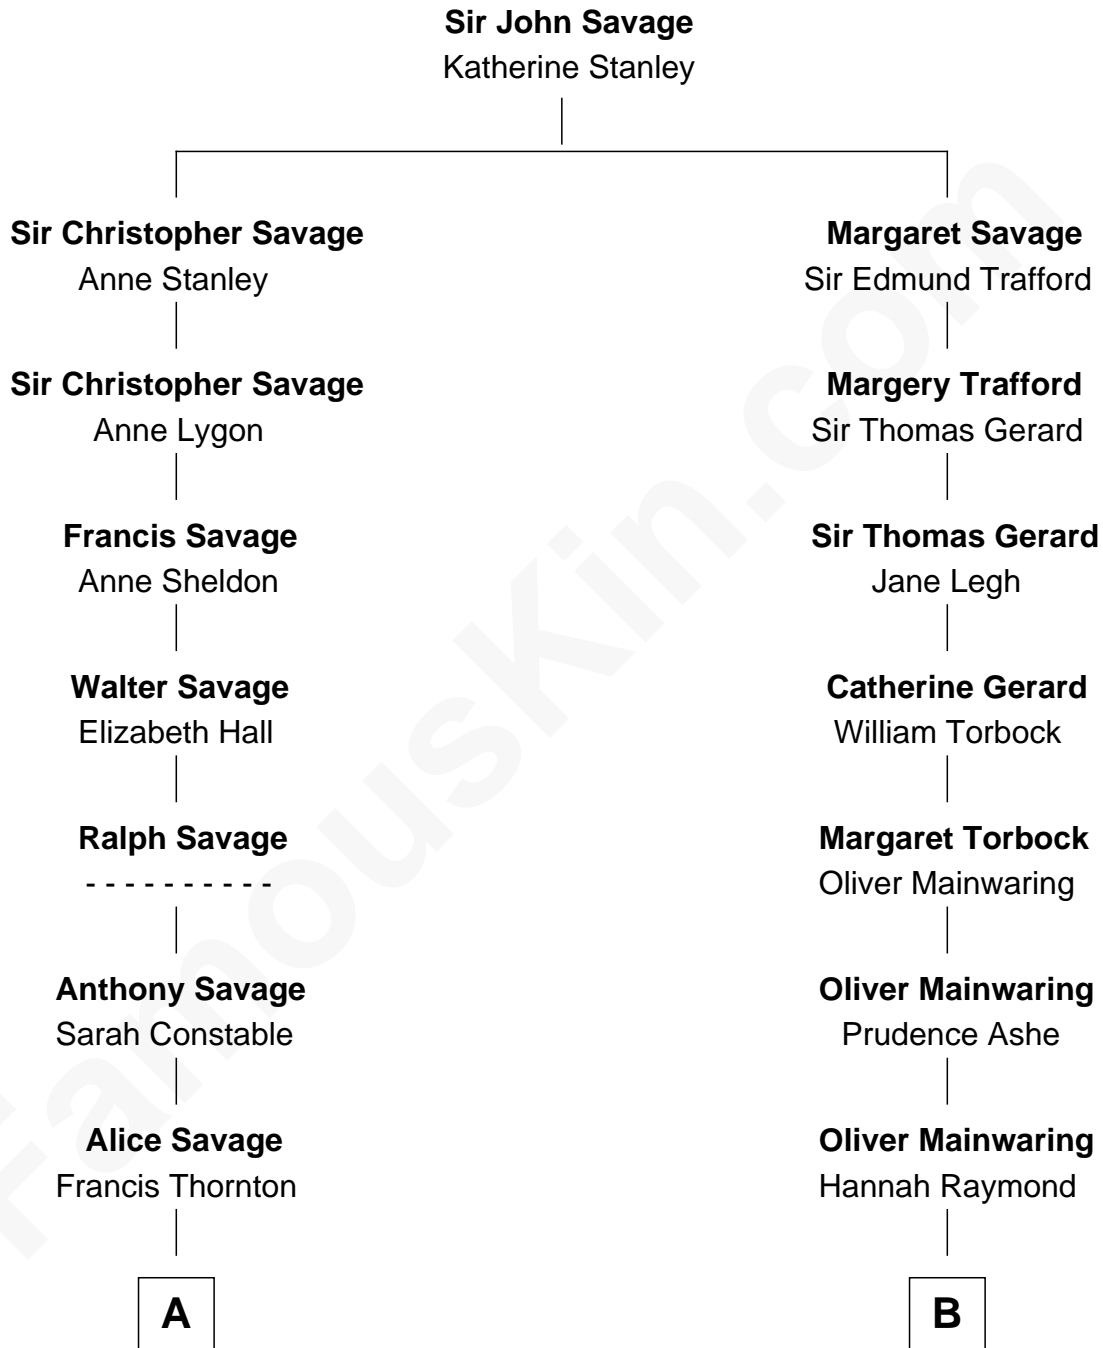 Sir John Savage
Katherine Stanley
Sir Christopher Savage
Anne Stanley
Margaret Savage
Sir Edmund Trafford
Sir Christopher Savage
Anne Lygon
Margery Trafford
Sir Thomas Gerard
Francis Savage
Anne Sheldon
Sir Thomas Gerard
Jane Legh
Walter Savage
Elizabeth Hall
Catherine Gerard
William Torbock
Ralph Savage
- - - - - - - - - -
Margaret Torbock
Oliver Mainwaring
Anthony Savage
Sarah Constable
Oliver Mainwaring
Prudence Ashe
Alice Savage
Francis Thornton
Oliver Mainwaring
Hannah Raymond
A
B
FamousKin.com